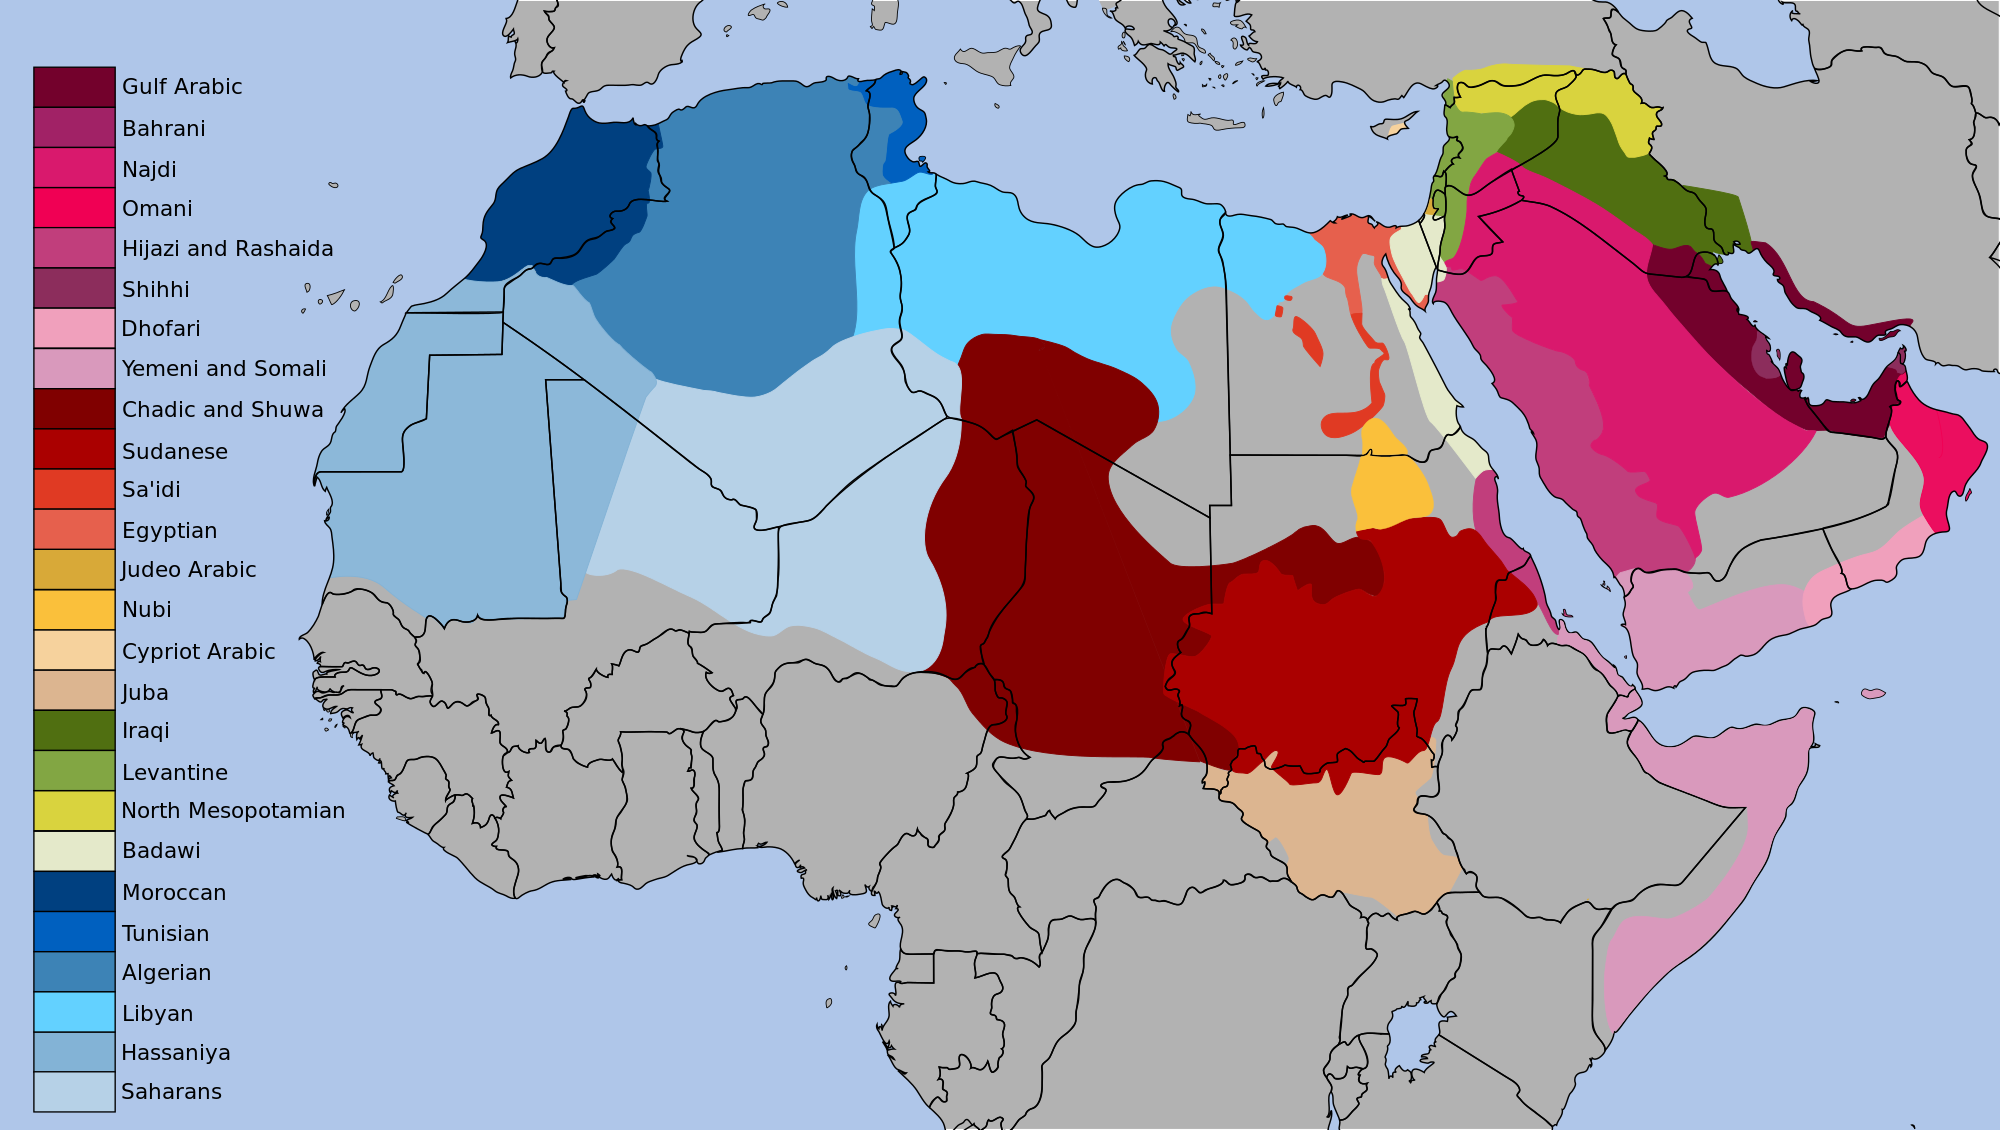 Gulf Arabic
Bahrani
Najdi
Omani
Hijazi and Rashaida
Shihhi
Dhofari
Yemeni and Somali
Chadic and Shuwa
Sudanese
Sa'idi
Egyptian
Judeo Arabic
Nubi
Cypriot Arabic
Juba
Iraqi
Levantine
North Mesopotamian
Badawi
Moroccan
Tunisian
Algerian
Libyan
Hassaniya
Saharans